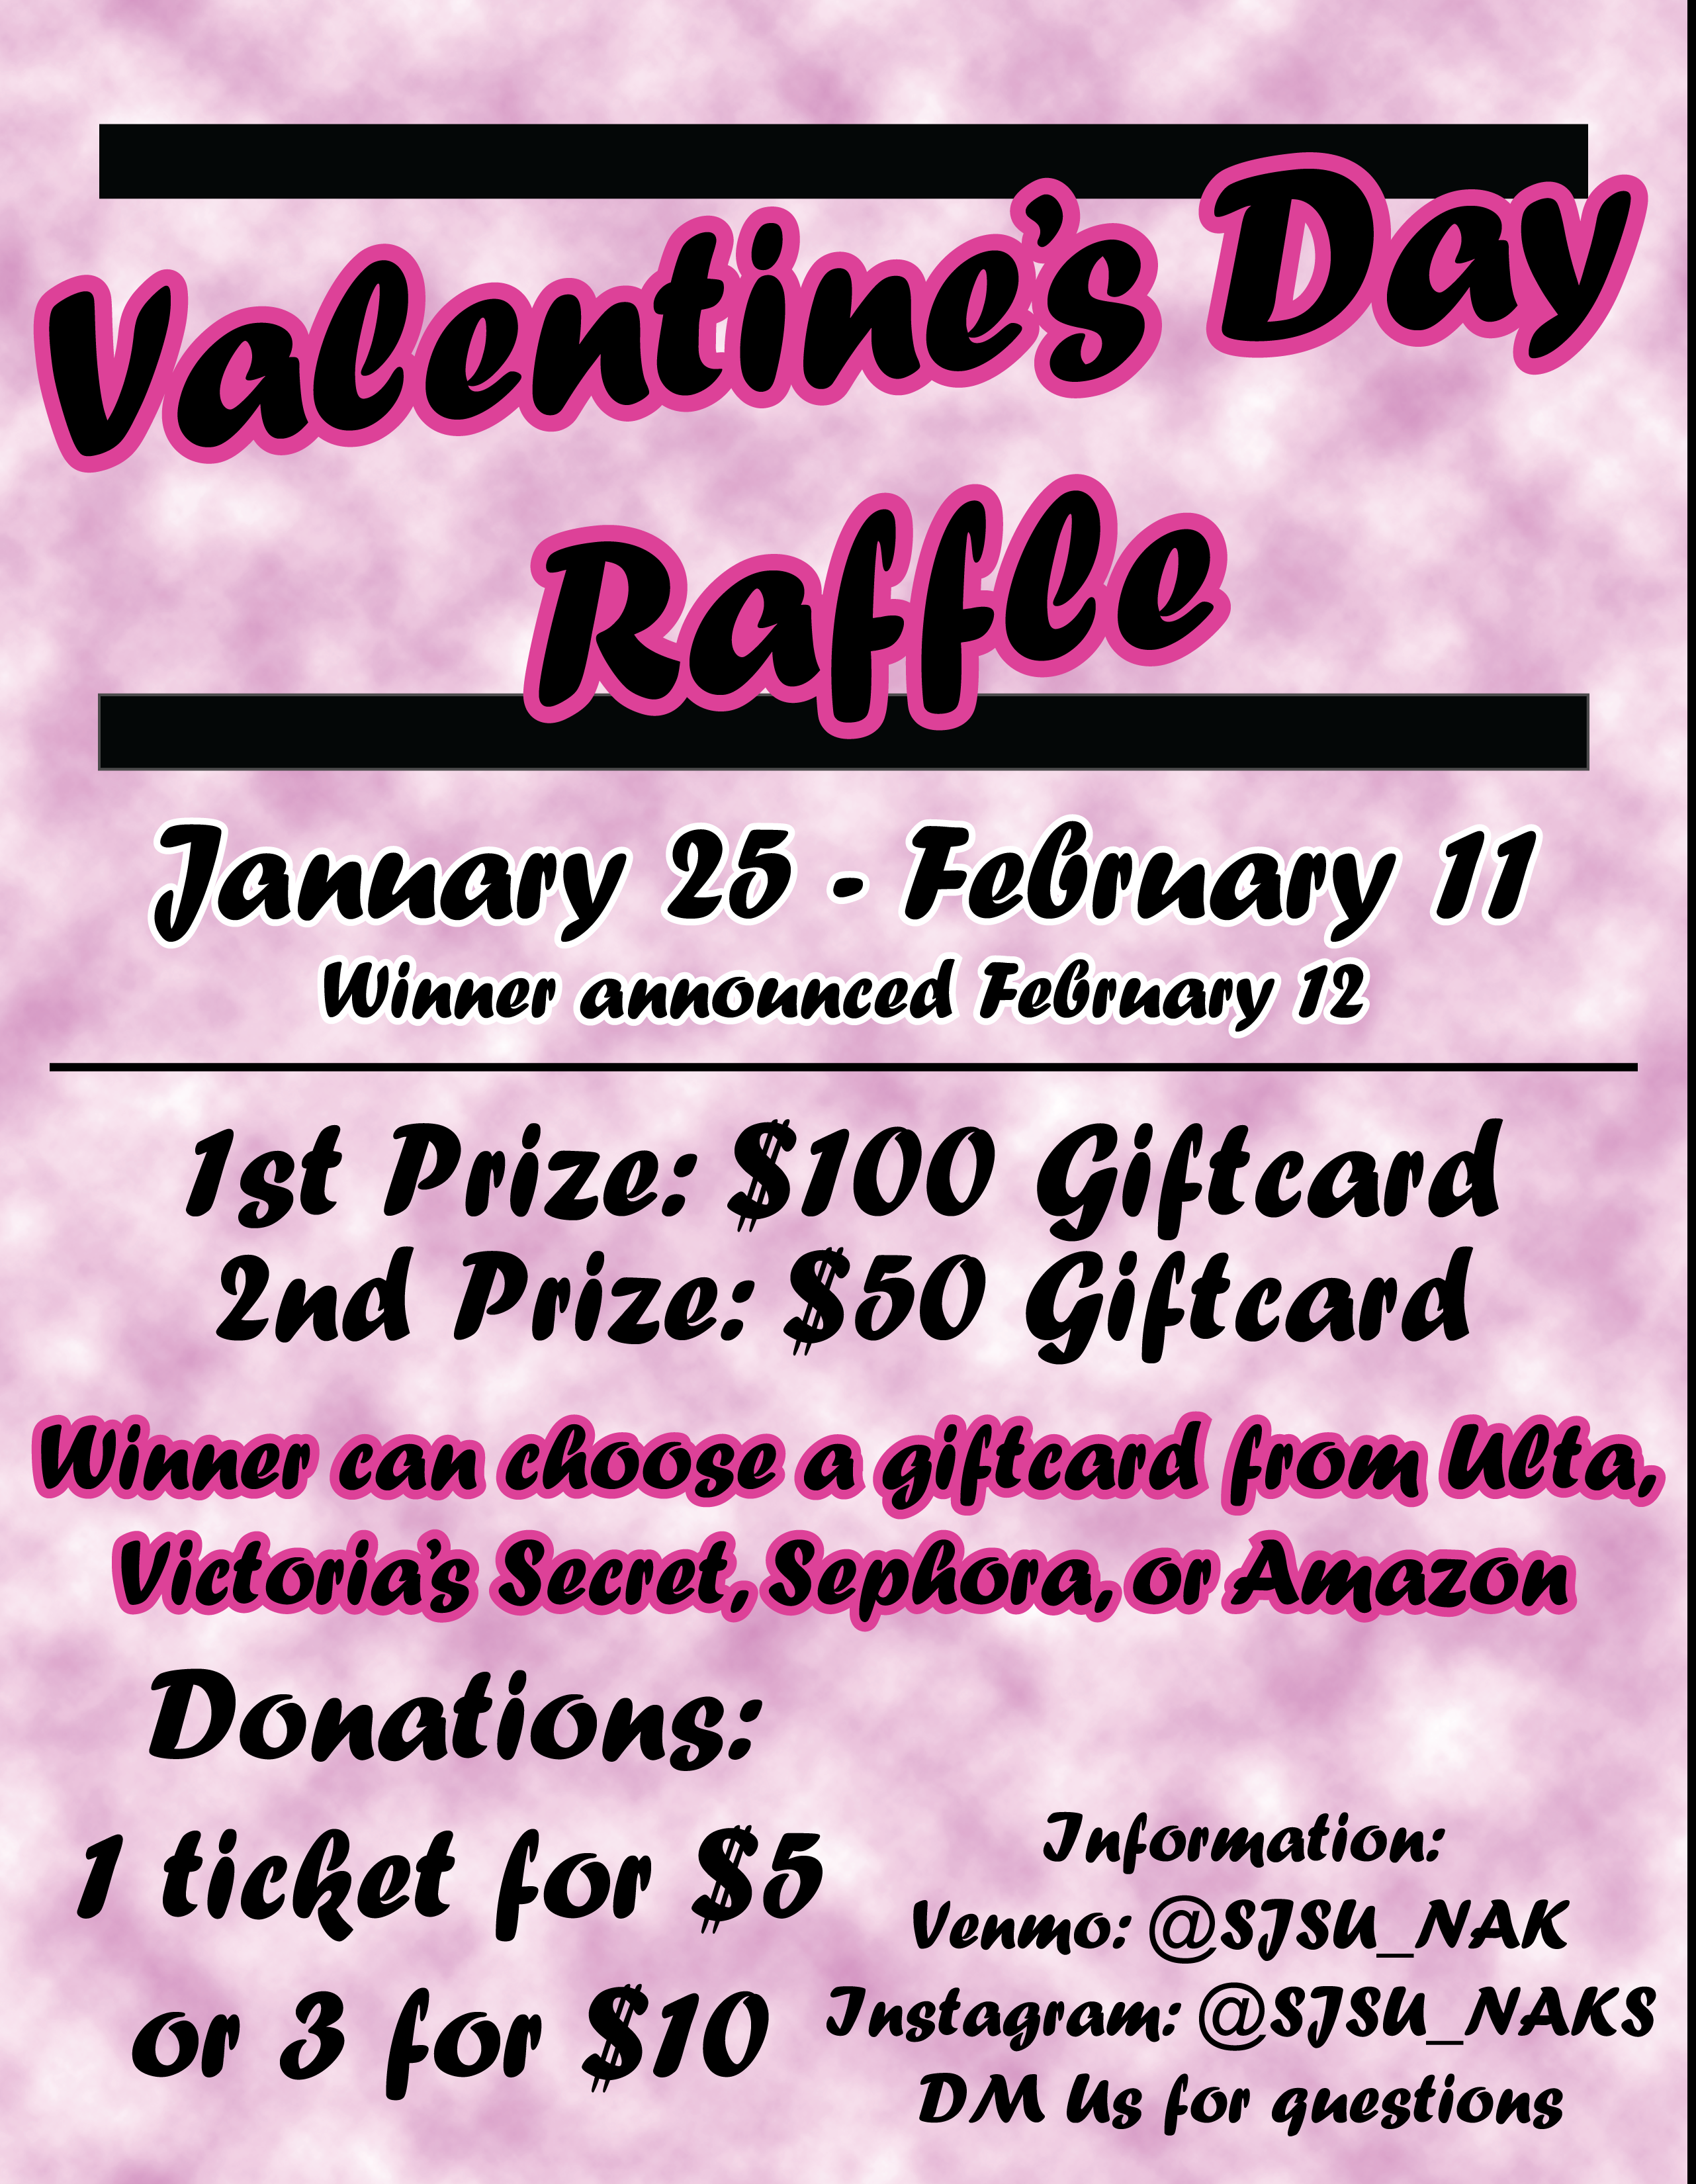 Valentine's Day
Raffle
January 25 - February 11
Winner announced February 12
1st Prize: $100 Giftcard
2nd Prize: $50 Giftcard
Winner can choose a giftcard from Ulta,
Victoria's Secret, Sephora, or Amazon
Donations:
1 ticket for $5
or 3 for $10
Information:
Venmo: @SJSU_NAK
Instagram: @SJSU_NAKS
DM Us for questions